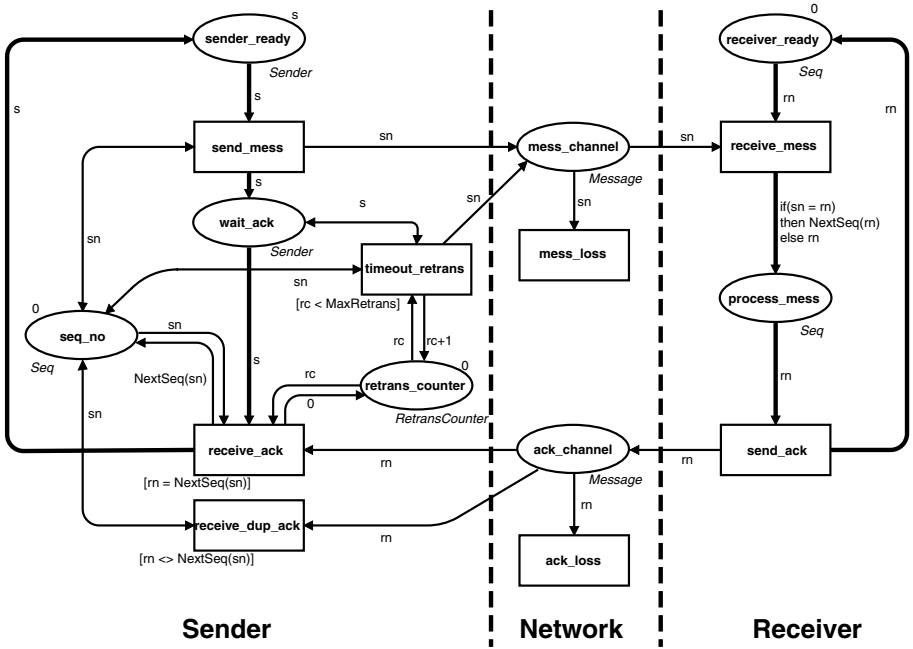 s
0
sender_ready
receiver_ready
Sender
Seq
s
rn
s
rn
send_mess
sn
mess_channel
sn
receive_mess
s
Message
sn
sn
if(sn = rn)
then NextSeq(rn)
else rn
wait_ack
s
Sender
sn
mess_loss
timeout_retrans
sn
[rc < MaxRetrans]
process_mess
Seq
0
seq_no
Seq
sn
rc
rc+1
0
NextSeq(sn)
s
rc
0
retrans_counter
RetransCounter
rn
sn
receive_ack
rn
ack_channel
rn
send_ack
Message
[rn = NextSeq(sn)]
rn
receive_dup_ack
rn
[rn <> NextSeq(sn)]
ack_loss
Sender
Network
Receiver